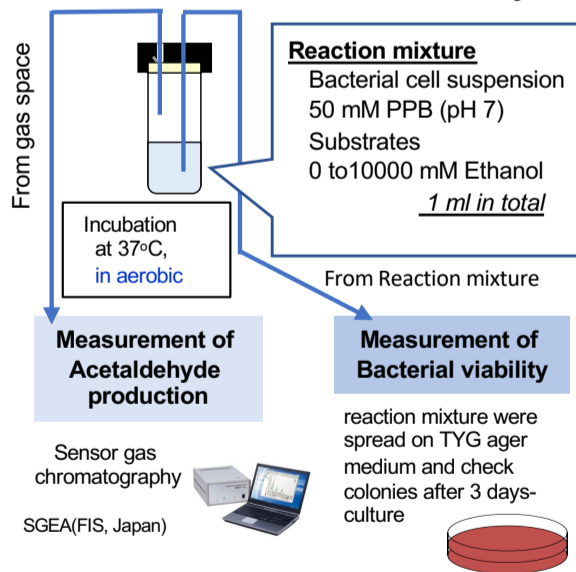 From gas space
Reaction mixture
Bacterial cell suspension
50 mM PPB (pH 7)
Substrates
0 to10000 mM Ethanol
1 ml in total
Incubation
at 37oC,
in aerobic
From Reaction mixture
Measurement of
Acetaldehyde
production
Measurement of
Bacterial viability
Sensor gas
chromatography
SGEA(FIS, Japan)
reaction mixture were
spread on TYG ager
medium and check
colonies after 3 days-
culture